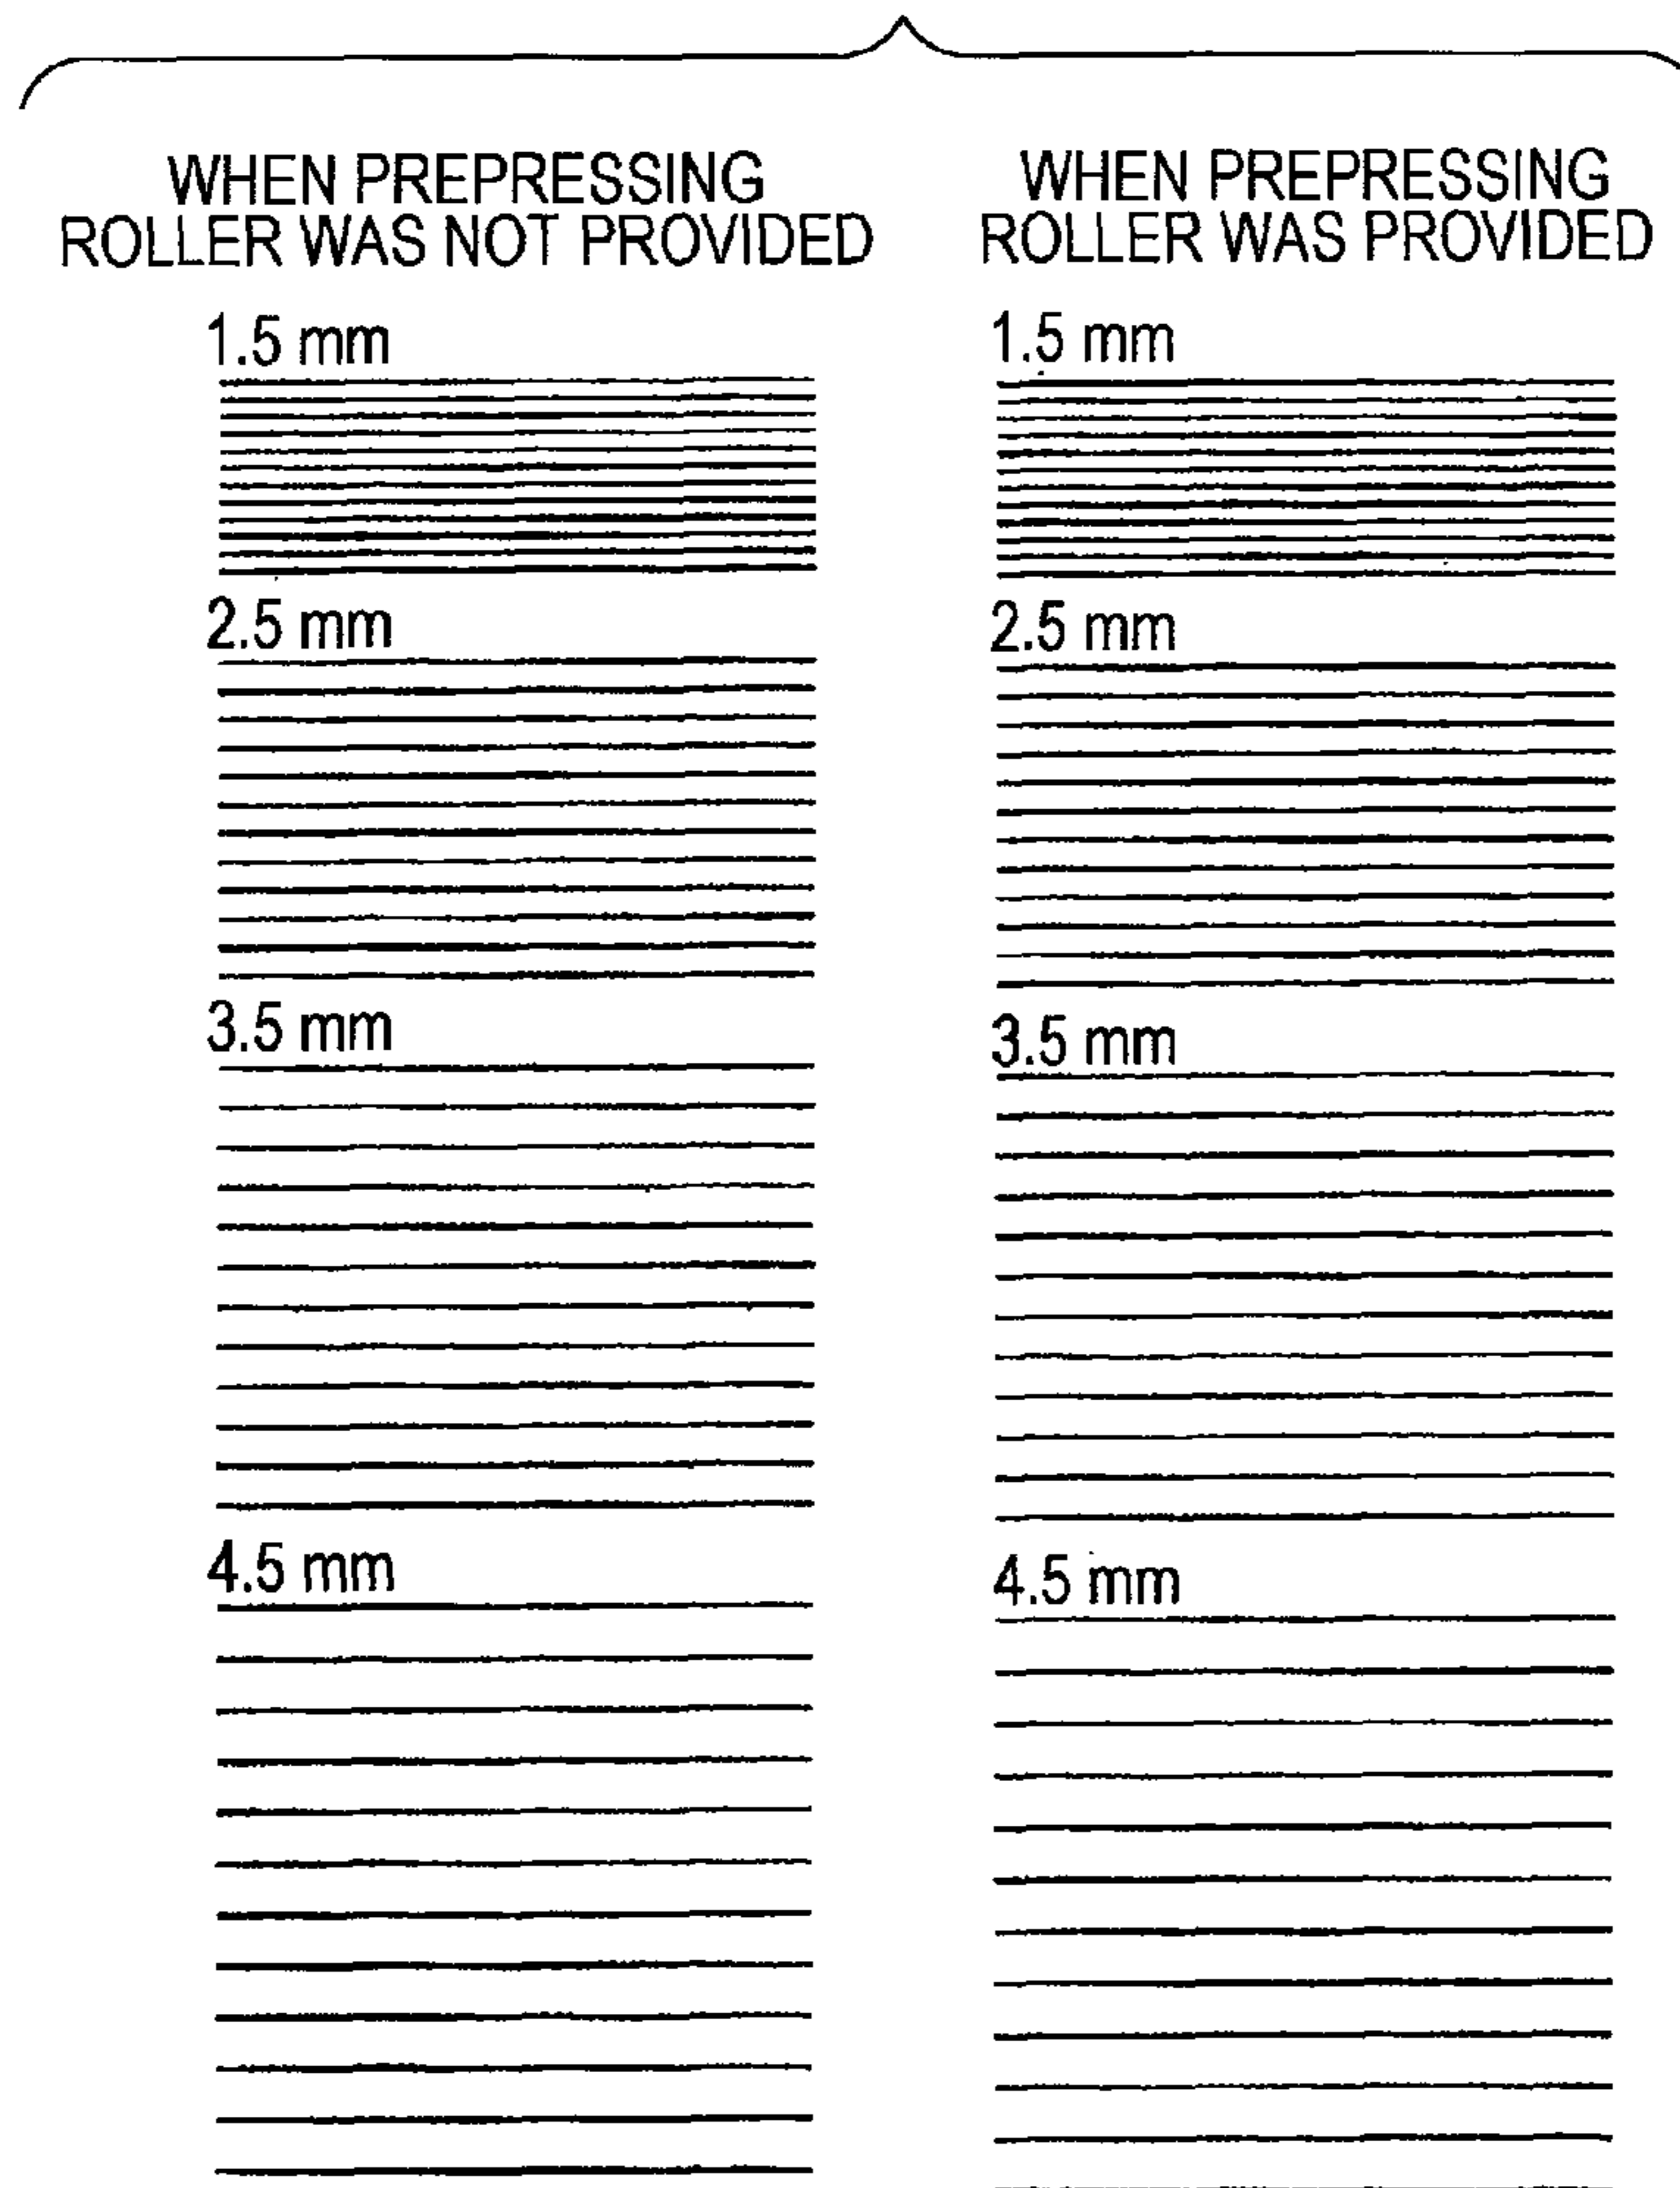 WHEN PREPRESSING
ROLLER WAS NOT PROVIDED
1.5 mm
2.5 mm
3.5 mm
4.5 mm
WHEN PREPRESSING
ROLLER WAS PROVIDED
1.5 mm
2.5 mm
3.5 mm
4.5 mm